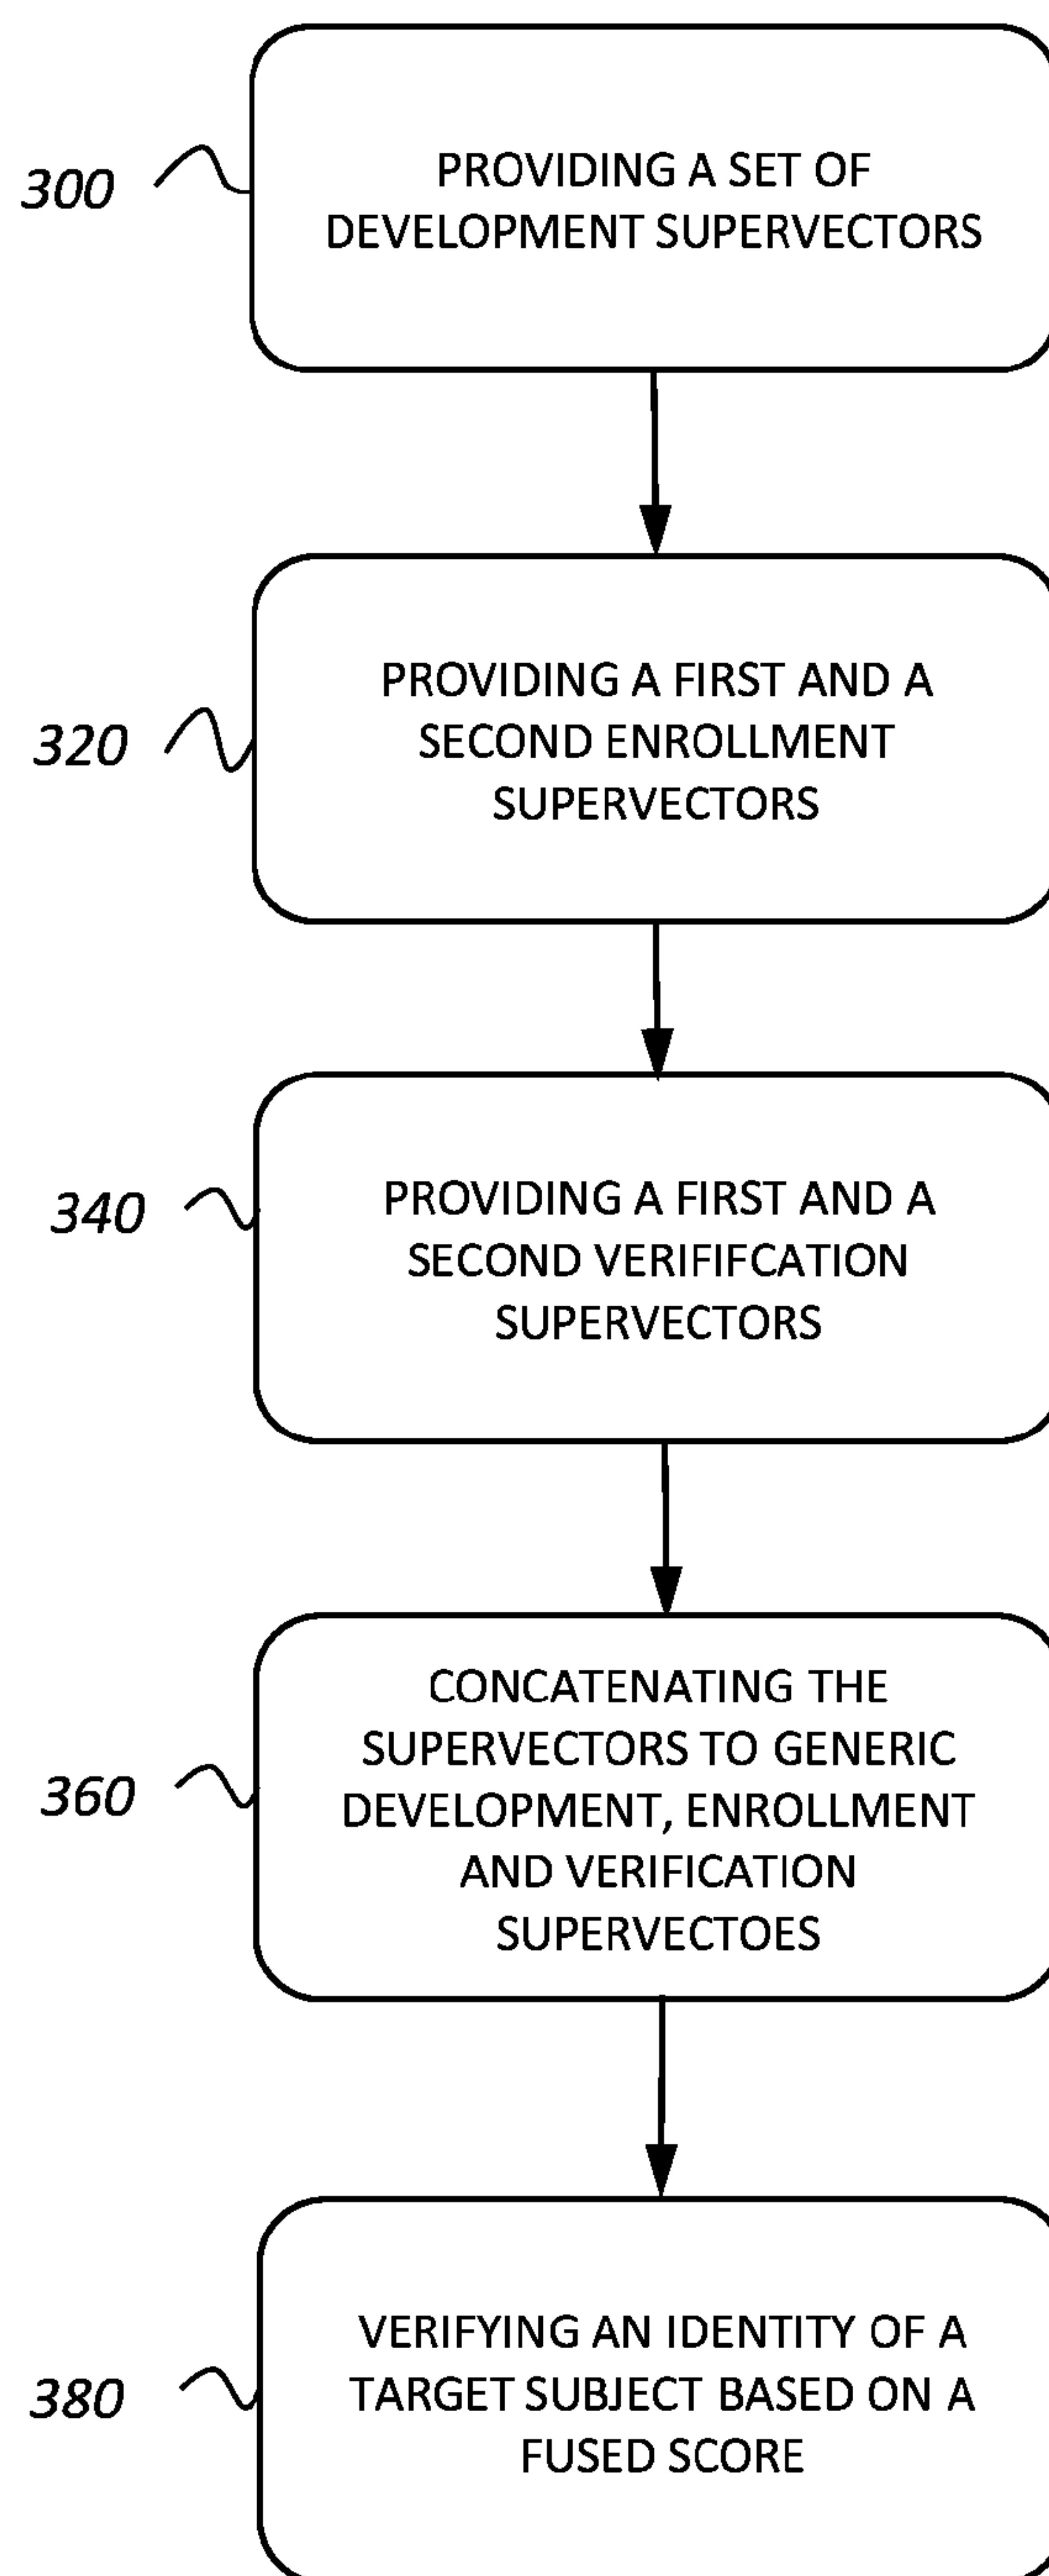 300
PROVIDING A SET OF
DEVELOPMENT SUPERVECTORS
320
PROVIDING A FIRST AND A
SECOND ENROLLMENT
SUPERVECTORS
340
PROVIDING A FIRST AND A
SECOND VERIFIFCATION
SUPERVECTORS
360
CONCATENATING THE
SUPERVECTORS TO GENERIC
DEVELOPMENT, ENROLLMENT
AND VERIFICATION
SUPERVECTOES
380
VERIFYING AN IDENTITY OF A
TARGET SUBJECT BASED ON A
FUSED SCORE